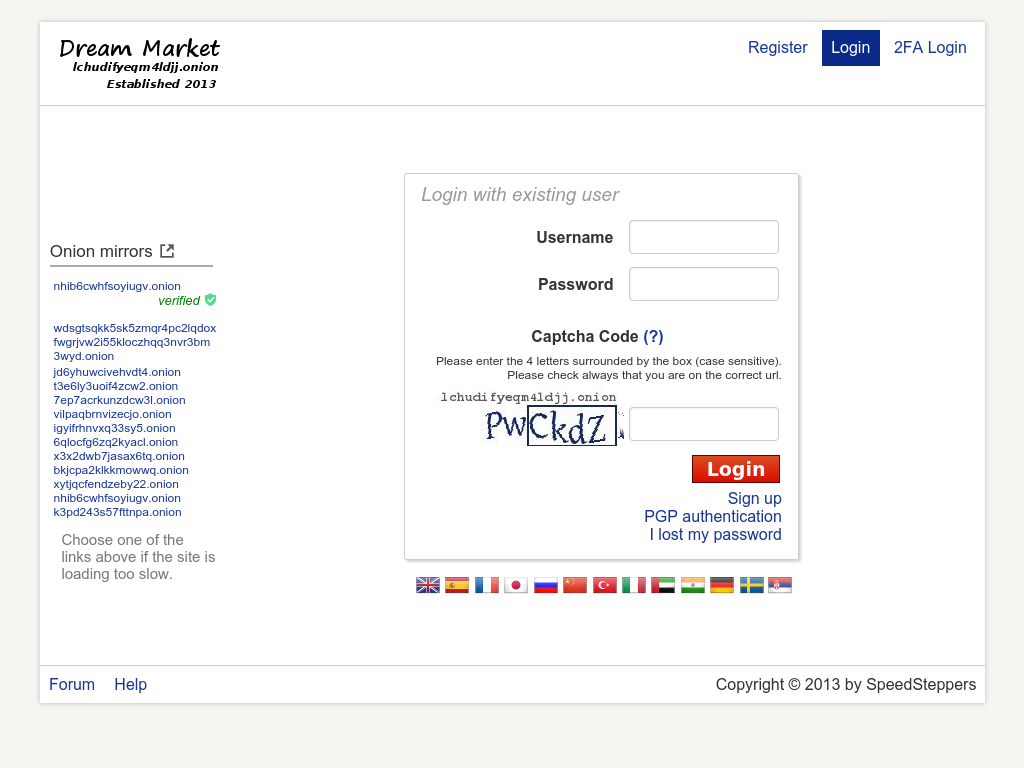 Dream Market
lchudifyeqm4ldjj.onion
Established 2013
Register
Login
2FA Login
Onion mirrors
nhib6cwhfsoyiugv.onion
verified
wdsgtsqkk5sk5zmqr4pc2lqdox
fwgrjvw2i55kloczhqq3nvr3bm
3wyd.onion
jd6yhuwcivehvdt4.onion
t3e6ly3uoif4zcw2.onion
7ep7acrkunzdcw3l.onion
vilpaqbrnvizecjo.onion
igyifrhnvxq33sy5.onion
6qlocfg6zq2kyacl.onion
x3x2dwb7jasax6tq.onion
bkjcpa2klkkmowwq.onion
xytjqcfendzeby22.onion
nhib6cwhfsoyiugv.onion
k3pd243s57fttnpa.onion
Choose one of the
links above if the site is
loading too slow.
Login with existing user
Username
Password
Captcha Code (?)
Please enter the 4 letters surrounded by the box (case sensitive).
Please check always that you are on the correct url.
lchudifyeqm4ldjj.onion
PwCkdZ
Login
Sign up
PGP authentication
I lost my password
Forum
Help
Copyright © 2013 by SpeedSteppers